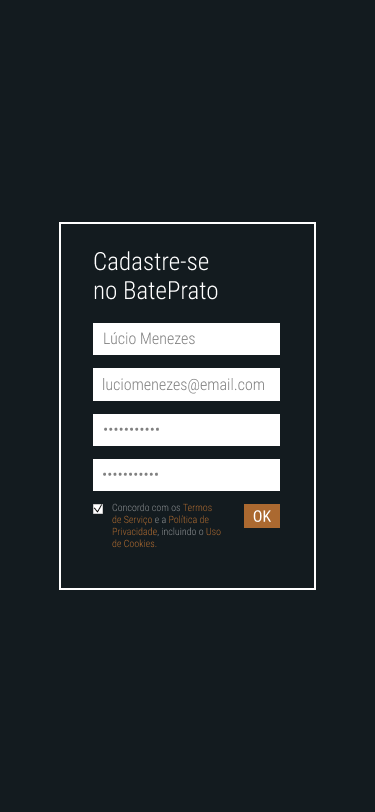 Cadastre-se
no BatePrato
Lúcio Menezes
luciomenezes@email.com
•••••••••••
•••••••••••
Concordo com os Termos
de Serviço e a Política de
Privacidade, incluindo o Uso
de Cookies.
OK